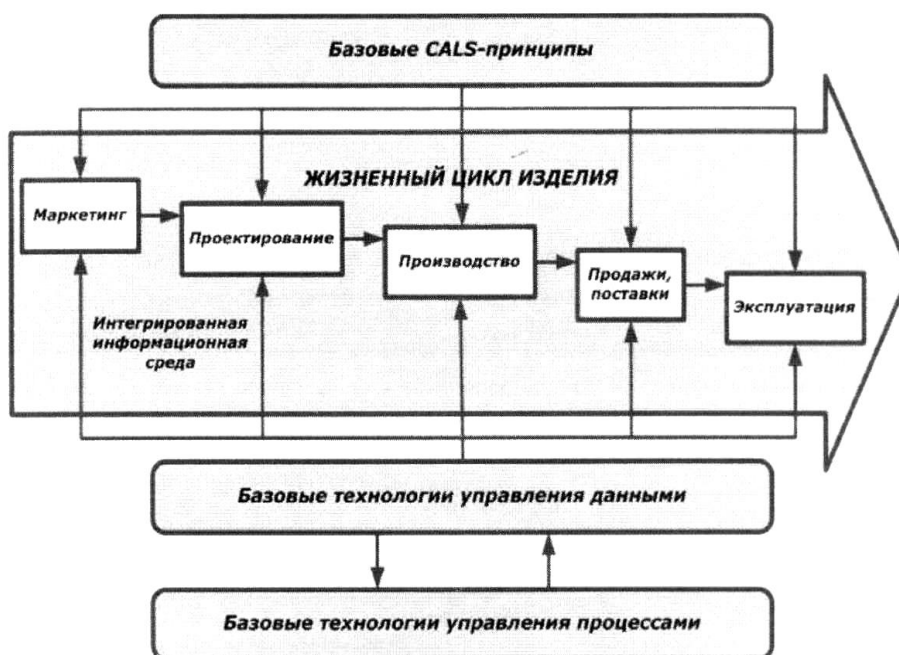 Базовые CALS-принципы
ЖИЗНЕННЫЙ ЦИКЛ ИЗДЕЛИЯ
Маркетинг
Проектирование
Производство
Продажи,
поставки
Эксплуатация
Интегрированная
информационная
среда
Базовые технологии управления данными
Базовые технологии управления процессами